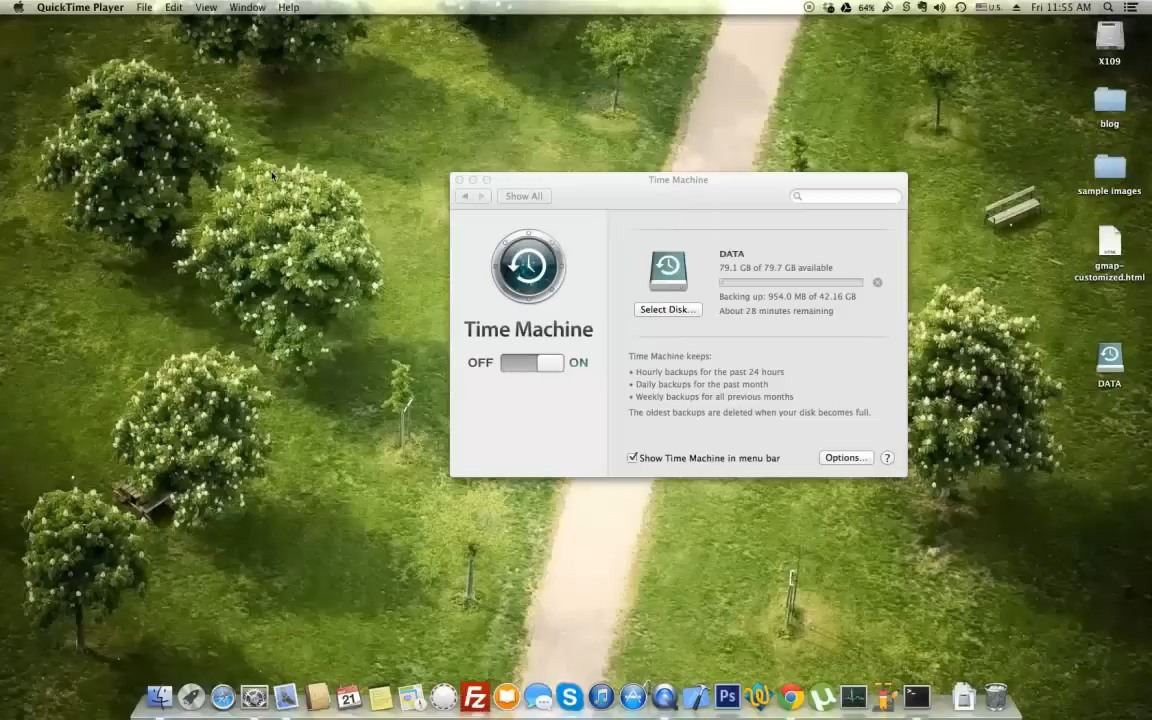 QuickTime Player File Edit View Window Help
64% U.S. Fri 11:55 AM
X109
blog
sample images
HTML
gmap-
customized.html
DATA
Time Machine
Show All
DATA
79.1 GB of 79.7 GB available
Backing up: 954.0 MB of 42.16 GB
About 28 minutes remaining
Select Disk...
Time Machine
OFF ON
Time Machine keeps:
• Hourly backups for the past 24 hours
• Daily backups for the past month
• Weekly backups for all previous months
The oldest backups are deleted when your disk becomes full.
Show Time Machine in menu bar
Options... ?
21 Fz S Ps